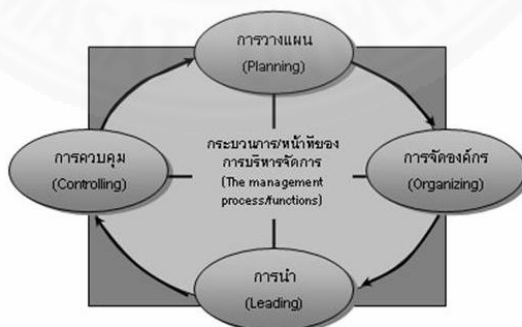 การวางแผน
(Planning)
กระบวนการ/หน้าที่ของ
การบริหารจัดการ
(The management
process/functions)
การควบคุม
(Controlling)
การจัดองค์กร
(Organizing)
การนำ
(Leading)